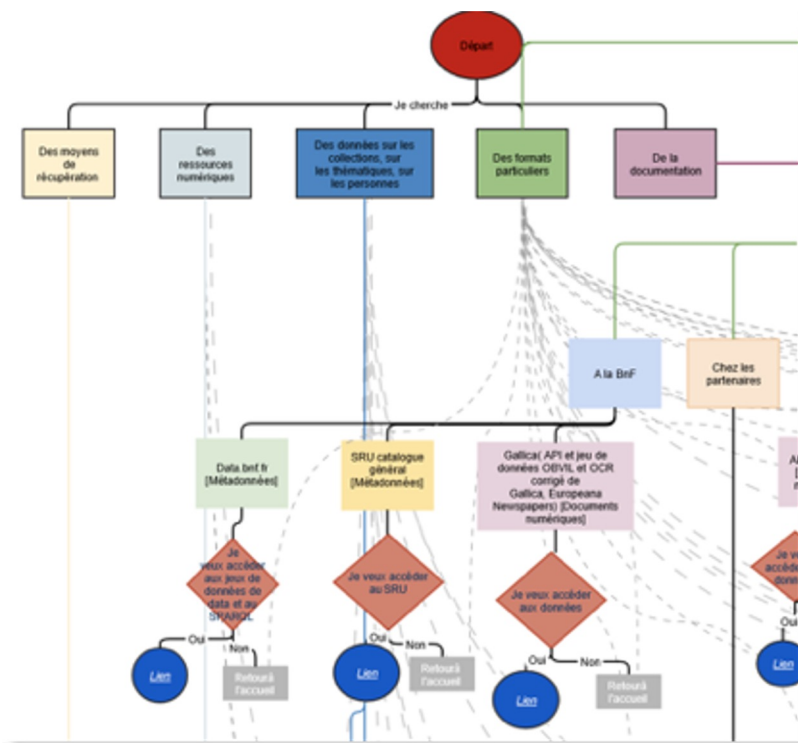 Départ
Je cherche
Des moyens
de
récupération
Des
ressources
numériques
Des données sur les
collections, sur
les thématiques, sur
les personnes
Des formats
particuliers
De la
documentation
A la BnF
Chez les
partenaires
Data.bnf.fr
[Métadonnées]
SRU catalogue
général
[Métadonnées]
Gallica( API et jeu de
données OBVIL et OCR
corrigé de
Gallica, Europeana
Newspapers) [Documents
numériques]
Je
veux accéder
aux jeux de
données de
data et au
SPARQL
Je veux accéder
au SRU
Je veux accéder
aux données
Oui
Non
Lien
Retour à
l'accueil
Oui
Non
Lien
Retour à
l'accueil
Oui
Non
Lien
Retour à
l'accueil
Oui
Lien